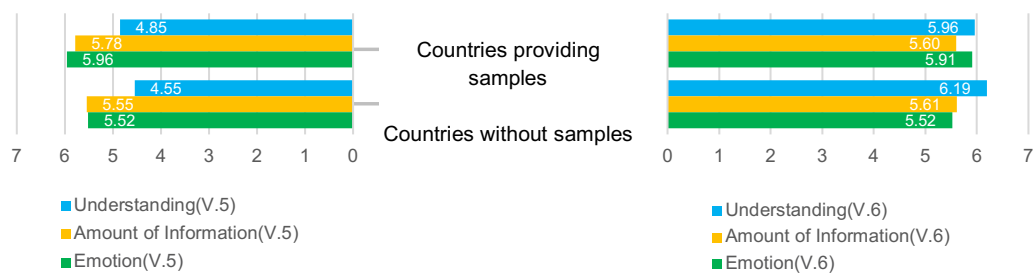 4.85
5.78
5.96
4.55
5.55
5.52
7 6 5 4 3 2 1 0
Understanding(V.5)
Amount of Information(V.5)
Emotion(V.5)
Countries providing
samples
Countries without samples
5.96
5.60
5.91
6.19
5.61
5.52
0 1 2 3 4 5 6 7
Understanding(V.6)
Amount of Information(V.6)
Emotion(V.6)